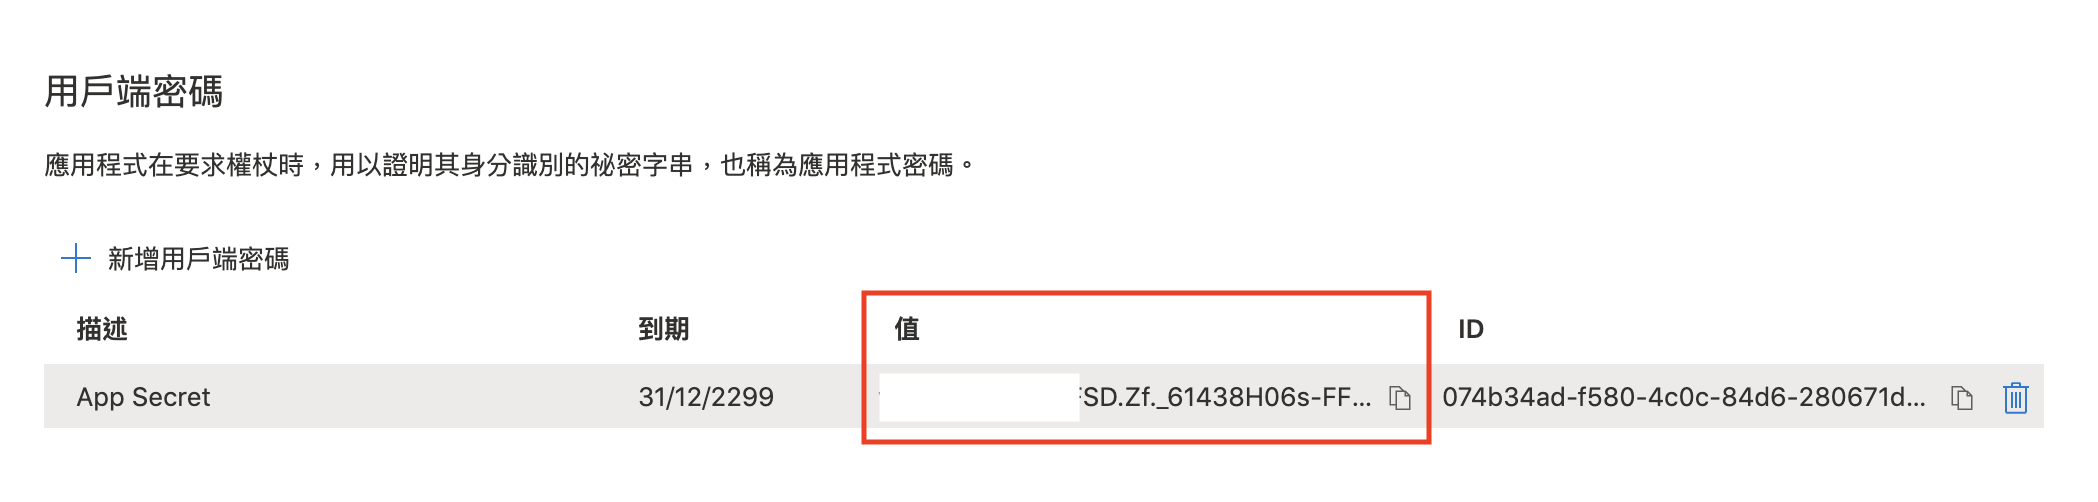 用戶端密碼
應用程式在要求權杖時，用以證明其身分識別的祕密字串，也稱為應用程式密碼。
新增用戶端密碼
描述 到期 值 ID
App Secret 31/12/2299 SD.Zf._61438H06s-FF... 074b34ad-f580-4c0c-84d6-280671d...